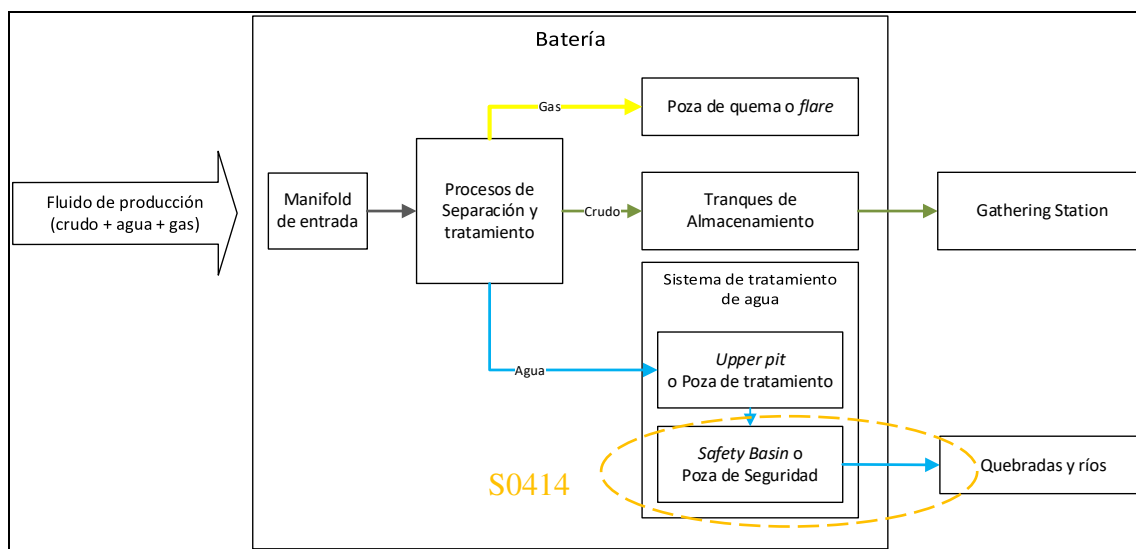 Batería
Gas
Poza de quema o flare
Fluido de producción
(crudo + agua + gas)
Manifold
de entrada
Procesos de
Separación y
tratamiento
Crudo
Tranques de
Almacenamiento
Gathering Station
Sistema de tratamiento
de agua
Agua
Upper pit
o Poza de tratamiento
Safety Basin o
Poza de Seguridad
Quebradas y ríos
S0414